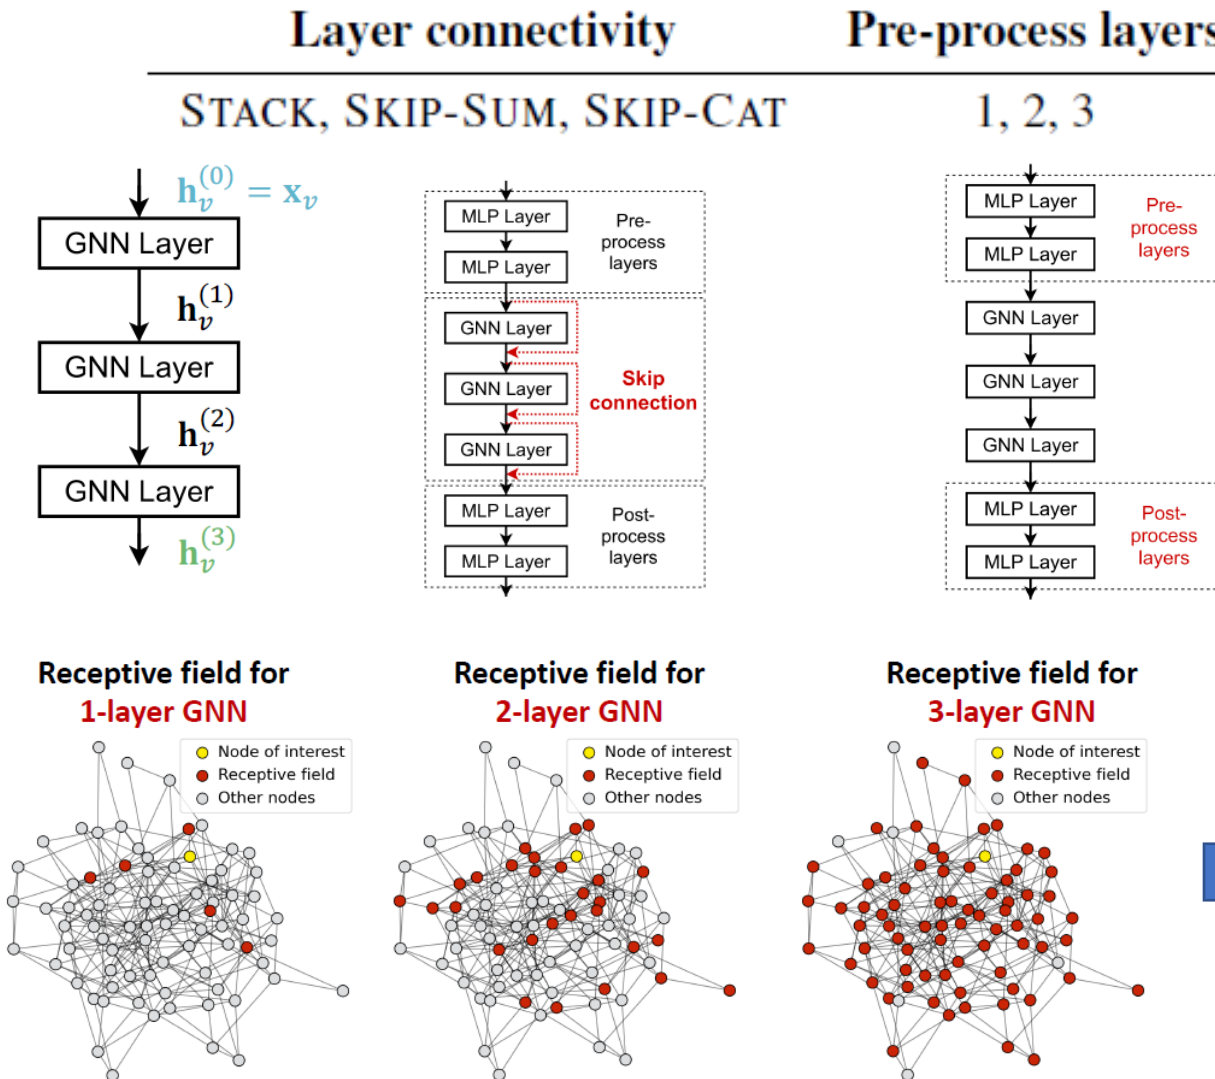 Layer connectivity
Pre-process layers
STACK, SKIP-SUM, SKIP-CAT
1, 2, 3
h_v^(0) = x_v
GNN Layer
h_v^(1)
GNN Layer
h_v^(2)
GNN Layer
h_v^(3)
MLP Layer
MLP Layer
Pre-
process
layers
GNN Layer
GNN Layer
GNN Layer
Skip
connection
MLP Layer
MLP Layer
Post-
process
layers
MLP Layer
MLP Layer
Pre-
process
layers
GNN Layer
GNN Layer
GNN Layer
MLP Layer
MLP Layer
Post-
process
layers
Receptive field for
1-layer GNN
Node of interest
Receptive field
Other nodes
Receptive field for
2-layer GNN
Node of interest
Receptive field
Other nodes
Receptive field for
3-layer GNN
Node of interest
Receptive field
Other nodes